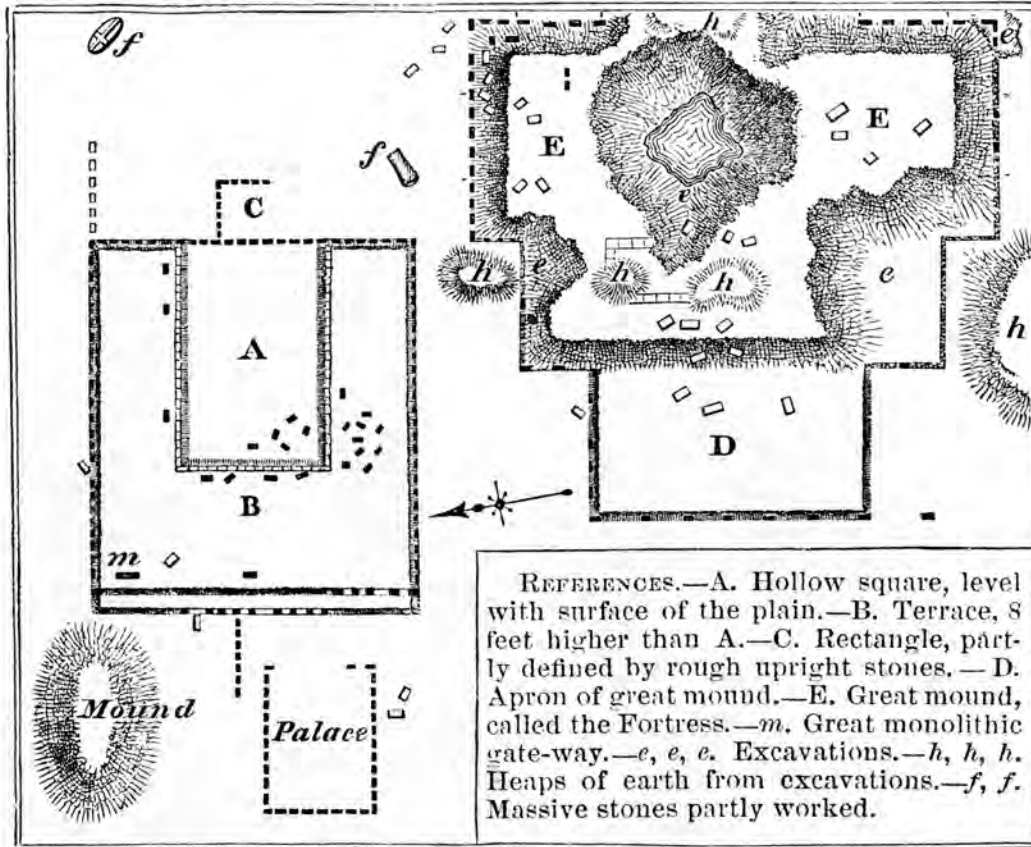 f
h
e
E
E
f
C
e
h
e
h
h
e
h
A
D
B
m
Mound
Palace
REFERENCES.—A. Hollow square, level
with surface of the plain.—B. Terrace, 8
feet higher than A.—C. Rectangle, part-
ly defined by rough upright stones.—D.
Apron of great mound.—E. Great mound,
called the Fortress.—m. Great monolithic
gate-way.—e, e, e. Excavations.—h, h, h.
Heaps of earth from excavations.—f, f.
Massive stones partly worked.